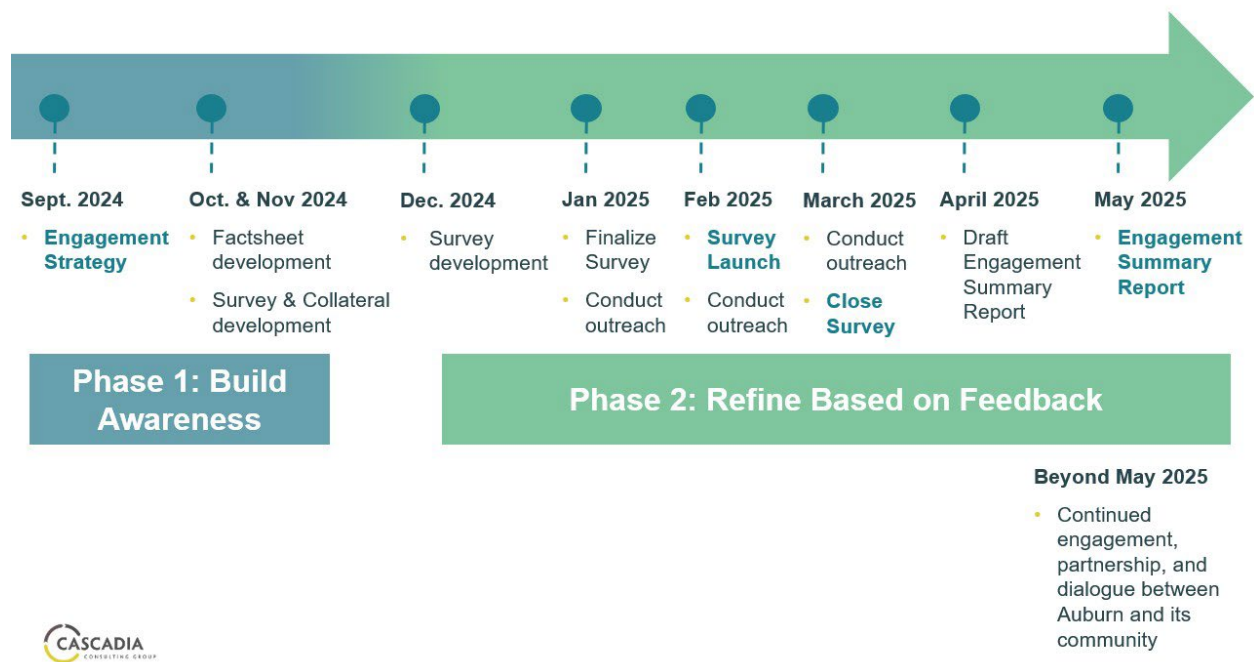 Sept. 2024
• Engagement
Strategy
Oct. & Nov 2024
• Factsheet
development
• Survey & Collateral
development
Dec. 2024
• Survey
development
Jan 2025
• Finalize
Survey
• Conduct
outreach
Feb 2025
• Survey
Launch
• Conduct
outreach
March 2025
• Conduct
outreach
• Close
Survey
April 2025
• Draft
Engagement
Summary
Report
May 2025
• Engagement
Summary
Report
Phase 1: Build
Awareness
Phase 2: Refine Based on Feedback
Beyond May 2025
• Continued
engagement,
partnership, and
dialogue between
Auburn and its
community
CASCADIA
CONSULTING GROUP